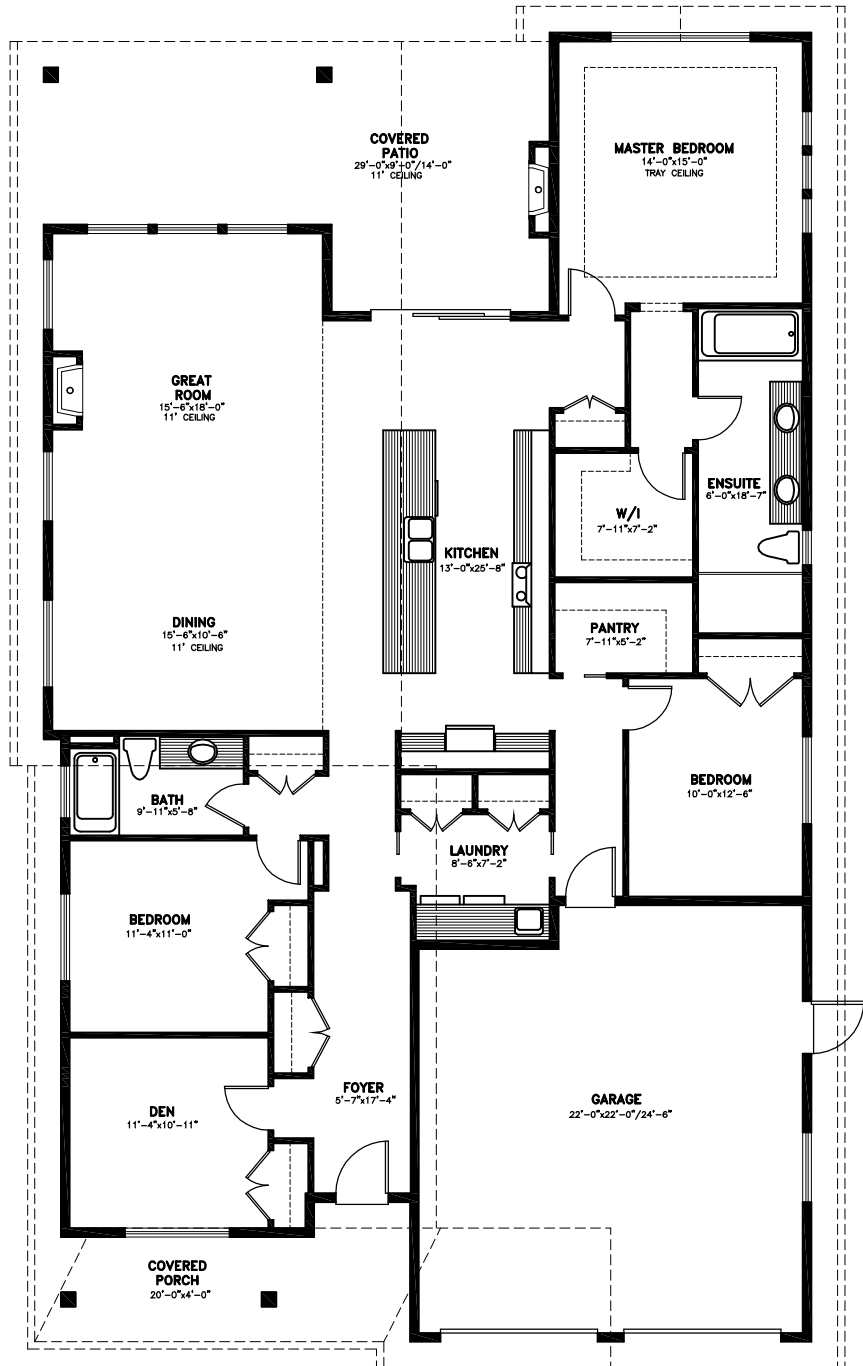 COVERED
PATIO
29'-0"x9'-0"/14'-0"
11' CEILING
MASTER BEDROOM
14'-0"x15'-0"
TRAY CEILING
GREAT
ROOM
15'-6"x18'-0"
11' CEILING
ENSUITE
6'-0"x18'-7"
W/I
7'-11"x7'-2"
KITCHEN
13'-0"x25'-8"
DINING
15'-6"x10'-6"
11' CEILING
PANTRY
7'-11"x5'-2"
BEDROOM
10'-0"x12'-6"
BATH
9'-11"x5'-8"
LAUNDRY
8'-6"x7'-2"
BEDROOM
11'-4"x11'-0"
FOYER
5'-7"x17'-4"
DEN
11'-4"x10'-11"
GARAGE
22'-0"x22'-0"/24'-6"
COVERED
PORCH
20'-0"x4'-0"